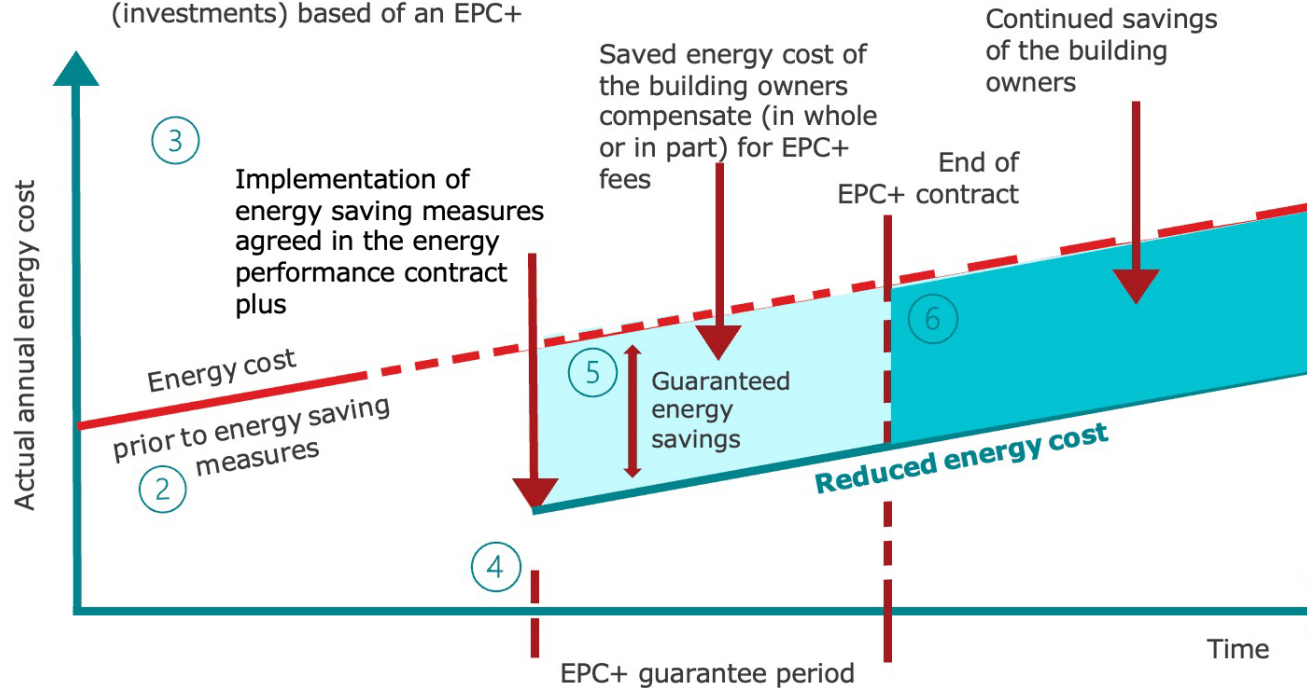 (investments) based of an EPC+
Continued savings
of the building
owners
Saved energy cost of
the building owners
compensate (in whole
or in part) for EPC+
fees
3
End of
EPC+ contract
Implementation of
energy saving measures
agreed in the energy
performance contract
plus
Actual annual energy cost
6
Energy cost
prior to energy saving
measures
5
Guaranteed
energy
savings
2
Reduced energy cost
4
Time
EPC+ guarantee period